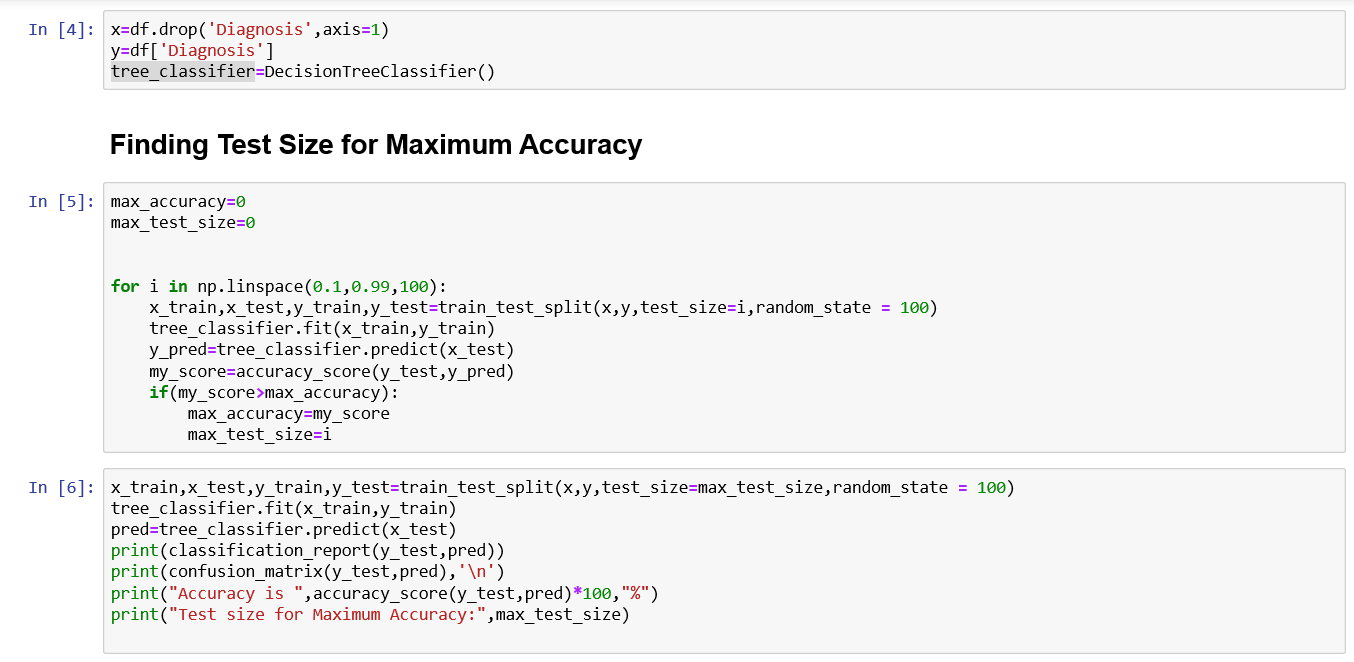 In [4]: x=df.drop('Diagnosis',axis=1)
y=df['Diagnosis']
tree_classifier=DecisionTreeClassifier()
Finding Test Size for Maximum Accuracy
In [5]: max_accuracy=0
max_test_size=0
for i in np.linspace(0.1,0.99,100):
    x_train,x_test,y_train,y_test=train_test_split(x,y,test_size=i,random_state = 100)
    tree_classifier.fit(x_train,y_train)
    y_pred=tree_classifier.predict(x_test)
    my_score=accuracy_score(y_test,y_pred)
    if(my_score>max_accuracy):
        max_accuracy=my_score
        max_test_size=i
In [6]: x_train,x_test,y_train,y_test=train_test_split(x,y,test_size=max_test_size,random_state = 100)
tree_classifier.fit(x_train,y_train)
pred=tree_classifier.predict(x_test)
print(classification_report(y_test,pred))
print(confusion_matrix(y_test,pred),'\n')
print("Accuracy is ",accuracy_score(y_test,pred)*100,"%")
print("Test size for Maximum Accuracy:",max_test_size)